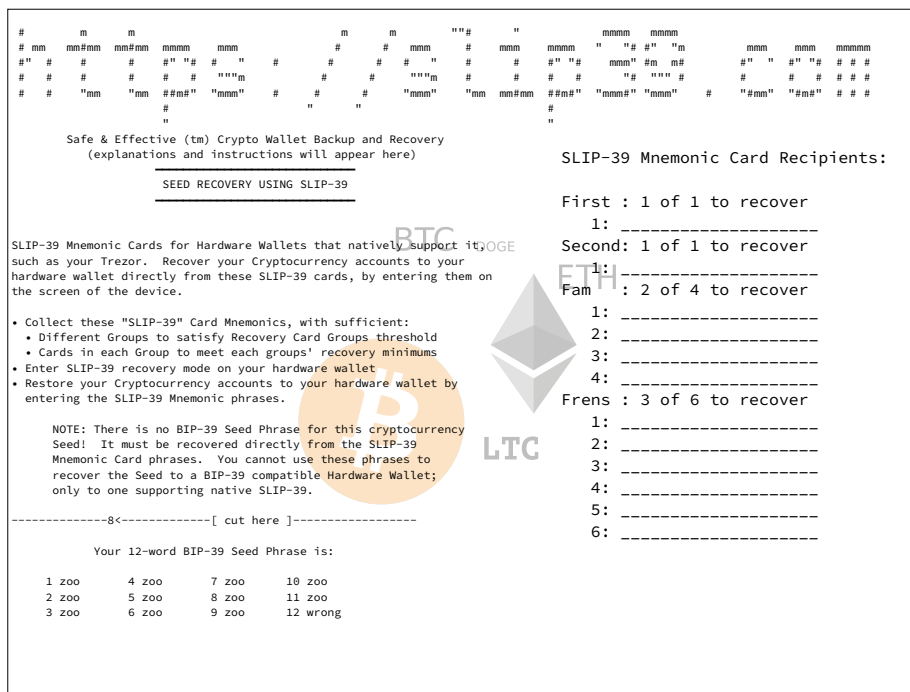 https://slip39.com
Safe & Effective (tm) Crypto Wallet Backup and Recovery
(explanations and instructions will appear here)
SEED RECOVERY USING SLIP-39
SLIP-39 Mnemonic Cards for Hardware Wallets that natively support it,
such as your Trezor.  Recover your Cryptocurrency accounts to your
hardware wallet directly from these SLIP-39 cards, by entering them on
the screen of the device.
• Collect these "SLIP-39" Card Mnemonics, with sufficient:
• Different Groups to satisfy Recovery Card Groups threshold
• Cards in each Group to meet each groups' recovery minimums
• Enter SLIP-39 recovery mode on your hardware wallet
• Restore your Cryptocurrency accounts to your hardware wallet by
entering the SLIP-39 Mnemonic phrases.
NOTE: There is no BIP-39 Seed Phrase for this cryptocurrency
Seed!  It must be recovered directly from the SLIP-39
Mnemonic Card phrases.  You cannot use these phrases to
recover the Seed to a BIP-39 compatible Hardware Wallet;
only to one supporting native SLIP-39.
--------------8<-------------[ cut here ]------------------
Your 12-word BIP-39 Seed Phrase is:
1 zoo 4 zoo 7 zoo 10 zoo
2 zoo 5 zoo 8 zoo 11 zoo
3 zoo 6 zoo 9 zoo 12 wrong
BTC
DOGE
ETH
LTC
SLIP-39 Mnemonic Card Recipients:
First : 1 of 1 to recover
1: ____________________
Second: 1 of 1 to recover
1: ____________________
Fam   : 2 of 4 to recover
1: ____________________
2: ____________________
3: ____________________
4: ____________________
Frens : 3 of 6 to recover
1: ____________________
2: ____________________
3: ____________________
4: ____________________
5: ____________________
6: ____________________